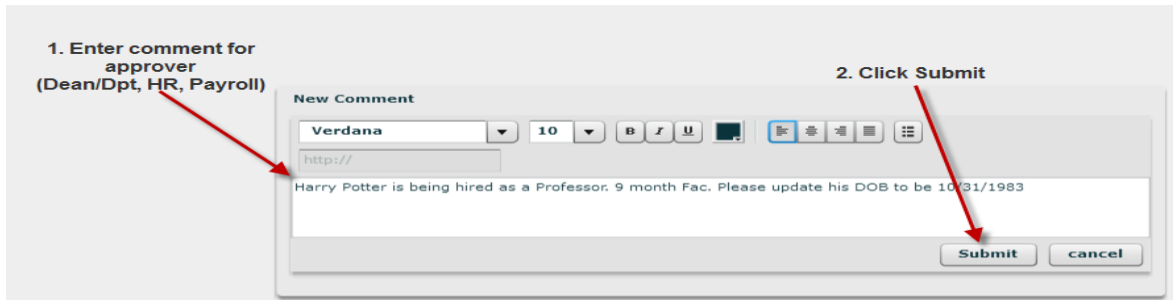 1. Enter comment for
approver
(Dean/Dpt, HR, Payroll)
2. Click Submit
New Comment
Verdana
10
B I U
http://
Harry Potter is being hired as a Professor. 9 month Fac. Please update his DOB to be 10/31/1983
Submit
cancel